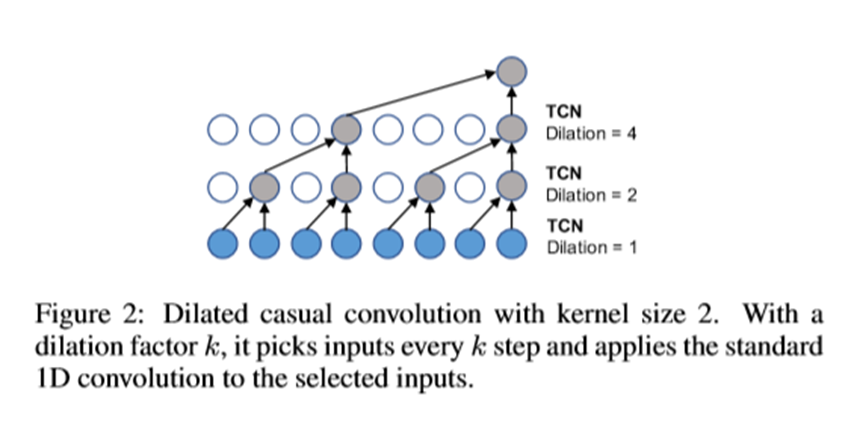 TCN
Dilation = 4
TCN
Dilation = 2
TCN
Dilation = 1
Figure 2: Dilated casual convolution with kernel size 2. With a
dilation factor k, it picks inputs every k step and applies the standard
1D convolution to the selected inputs.